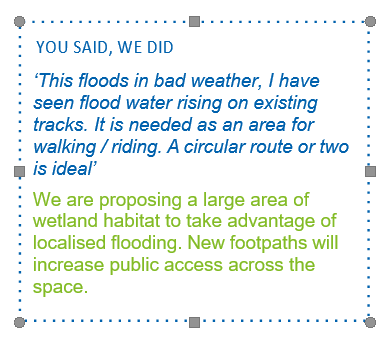 YOU SAID, WE DID
‘This floods in bad weather, I have
seen flood water rising on existing
tracks. It is needed as an area for
walking / riding. A circular route or two
is ideal’
We are proposing a large area of
wetland habitat to take advantage of
localised flooding. New footpaths will
increase public access across the
space.